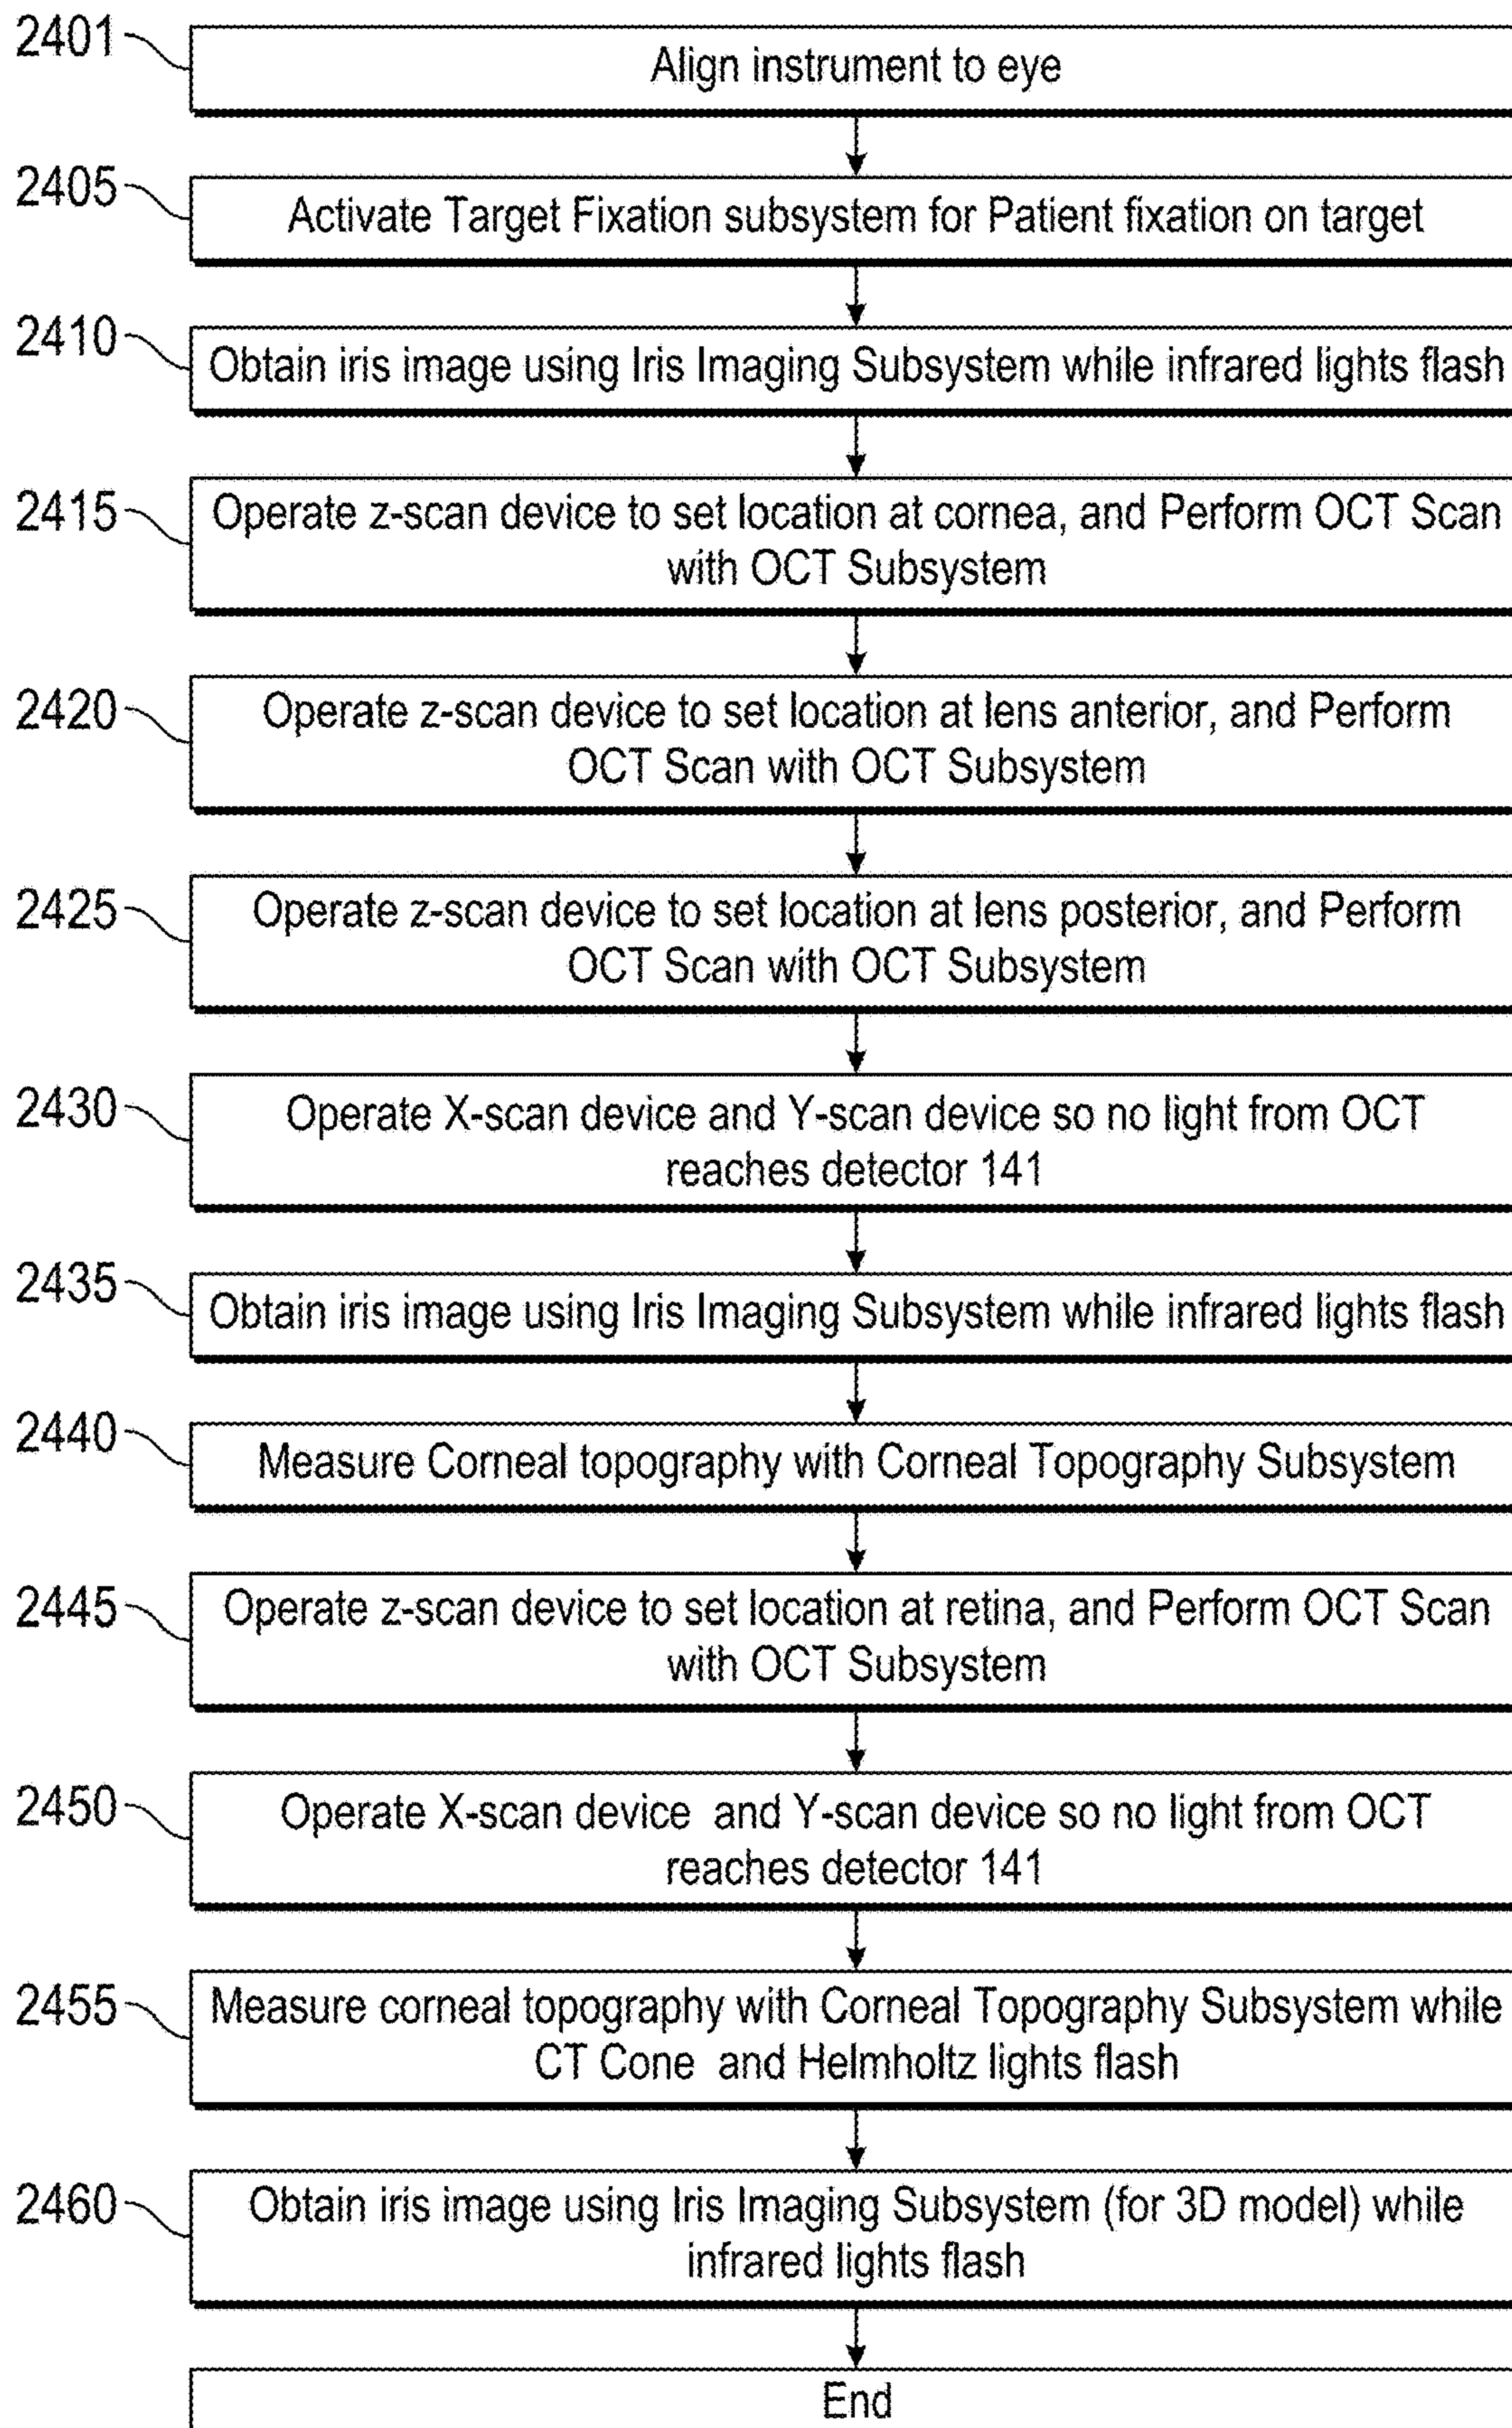 2401
Align instrument to eye
2405
Activate Target Fixation subsystem for Patient fixation on target
2410
Obtain iris image using Iris Imaging Subsystem while infrared lights flash
2415
Operate z-scan device to set location at cornea, and Perform OCT Scan
with OCT Subsystem
2420
Operate z-scan device to set location at lens anterior, and Perform
OCT Scan with OCT Subsystem
2425
Operate z-scan device to set location at lens posterior, and Perform
OCT Scan with OCT Subsystem
2430
Operate X-scan device and Y-scan device so no light from OCT
reaches detector 141
2435
Obtain iris image using Iris Imaging Subsystem while infrared lights flash
2440
Measure Corneal topography with Corneal Topography Subsystem
2445
Operate z-scan device to set location at retina, and Perform OCT Scan
with OCT Subsystem
2450
Operate X-scan device and Y-scan device so no light from OCT
reaches detector 141
2455
Measure corneal topography with Corneal Topography Subsystem while
CT Cone and Helmholtz lights flash
2460
Obtain iris image using Iris Imaging Subsystem (for 3D model) while
infrared lights flash
End